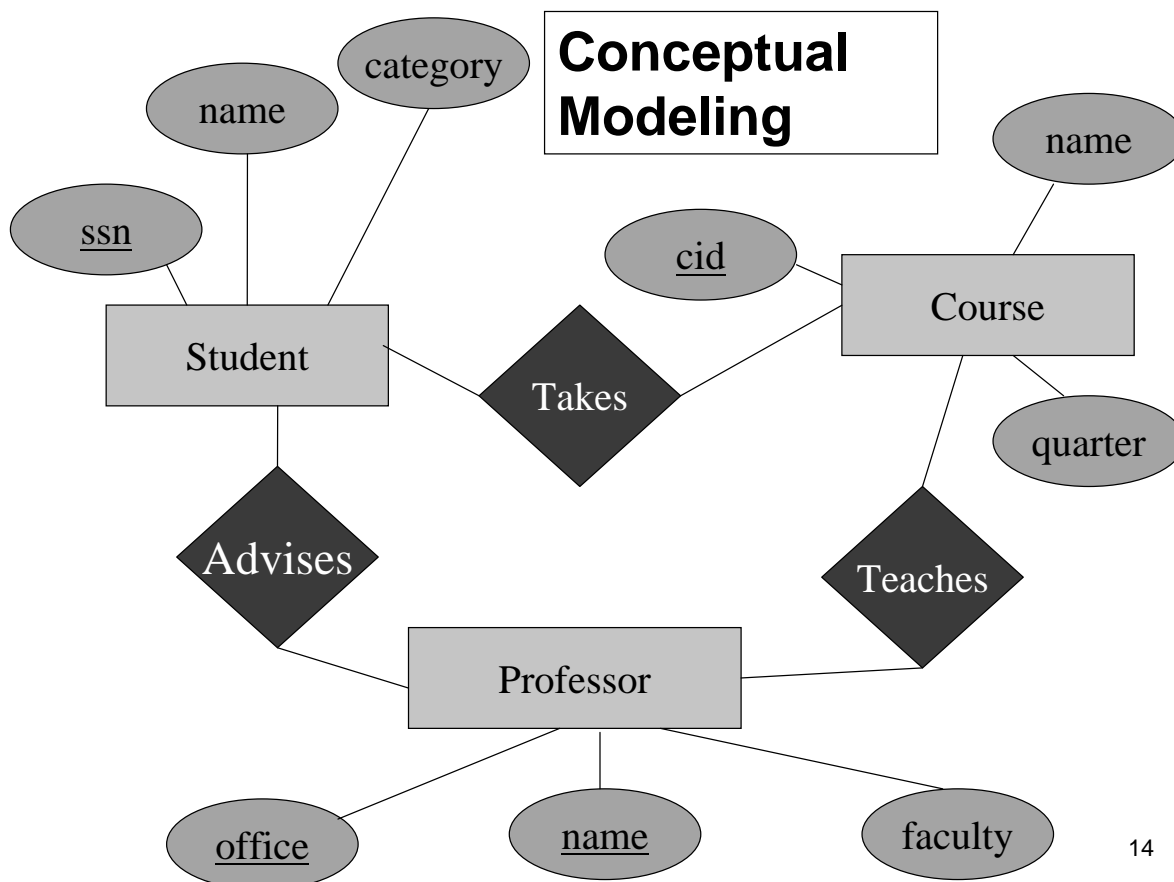 Conceptual
Modeling
category
name
name
ssn
cid
Course
Student
Takes
quarter
Advises
Teaches
Professor
office
name
faculty
14